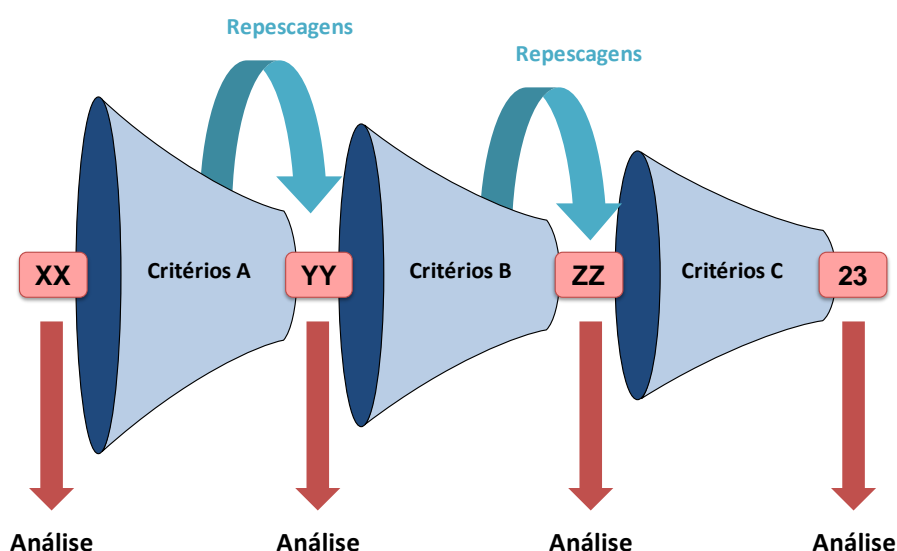 Repescagens
Repescagens
XX
Critérios A
YY
Critérios B
ZZ
Critérios C
23
Análise
Análise
Análise
Análise